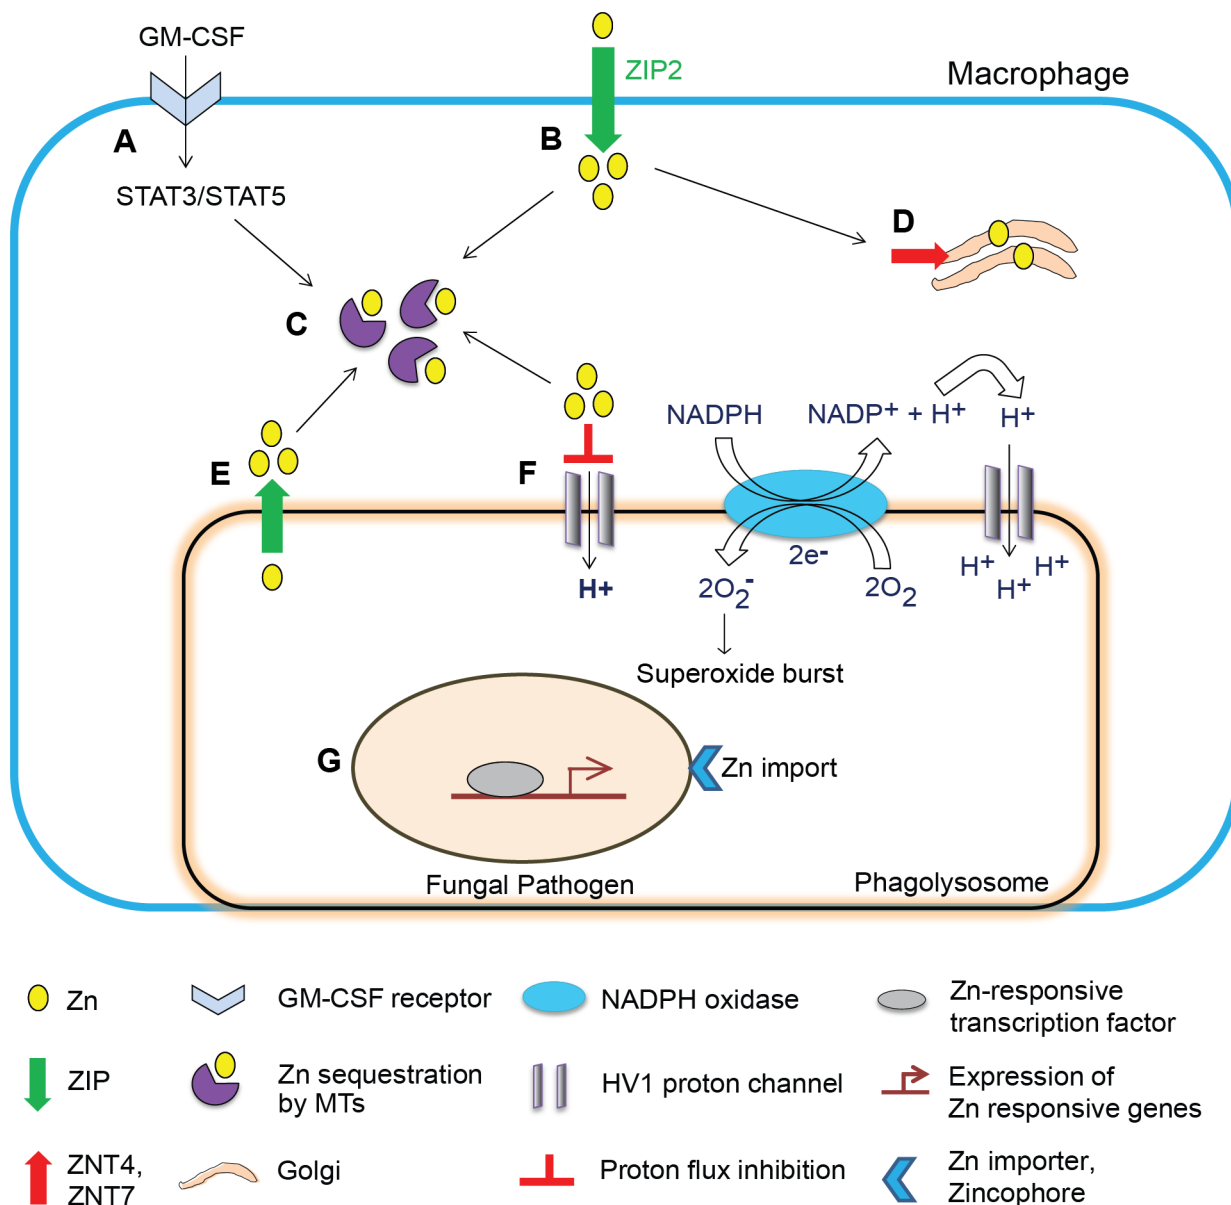 GM-CSF
ZIP2
Macrophage
A
B
STAT3/STAT5
D
C
NADPH
NADP+ + H+
H+
E
F
H+
2e-
2O2-
2O2
H+
H+
H+
Superoxide burst
G
Zn import
Fungal Pathogen
Phagolysosome
Zn
GM-CSF receptor
NADPH oxidase
Zn-responsive
transcription factor
ZIP
Zn sequestration
by MTs
HV1 proton channel
Expression of
Zn responsive genes
ZNT4,
ZNT7
Golgi
Proton flux inhibition
Zn importer,
Zincophore